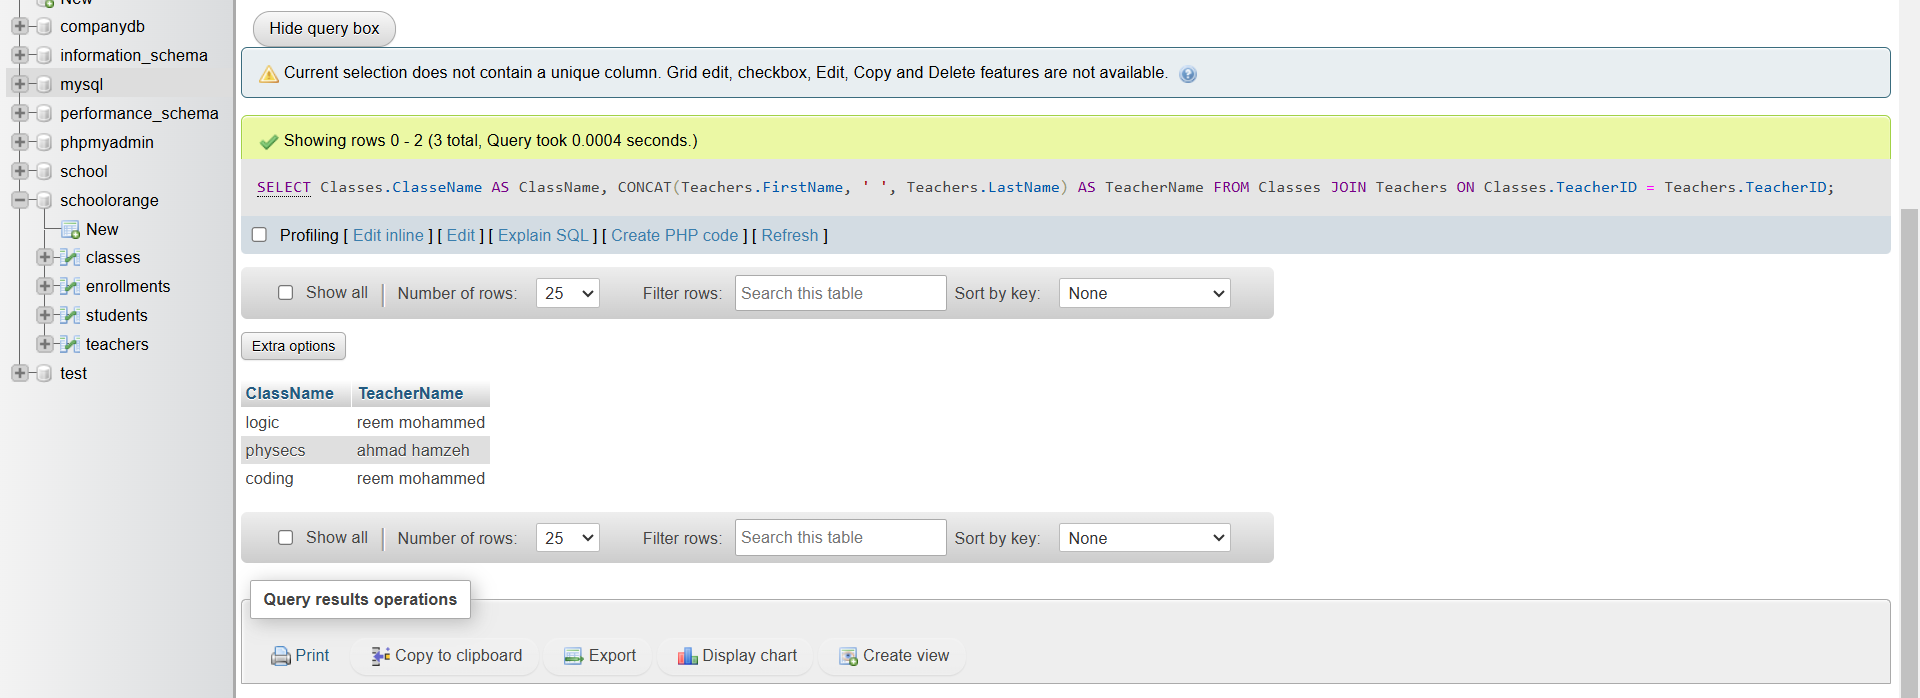 New
companydb
information_schema
mysql
performance_schema
phpmyadmin
school
schoolorange
New
classes
enrollments
students
teachers
test
Hide query box
Current selection does not contain a unique column. Grid edit, checkbox, Edit, Copy and Delete features are not available.
Showing rows 0 - 2 (3 total, Query took 0.0004 seconds.)
SELECT Classes.ClasseName AS ClassName, CONCAT(Teachers.FirstName, ' ', Teachers.LastName) AS TeacherName FROM Classes JOIN Teachers ON Classes.TeacherID = Teachers.TeacherID;
Profiling [ Edit inline ] [ Edit ] [ Explain SQL ] [ Create PHP code ] [ Refresh ]
Show all Number of rows: 25 Filter rows: Search this table Sort by key: None
Extra options
ClassName TeacherName
logic reem mohammed
physecs ahmad hamzeh
coding reem mohammed
Show all Number of rows: 25 Filter rows: Search this table Sort by key: None
Query results operations
Print Copy to clipboard Export Display chart Create view